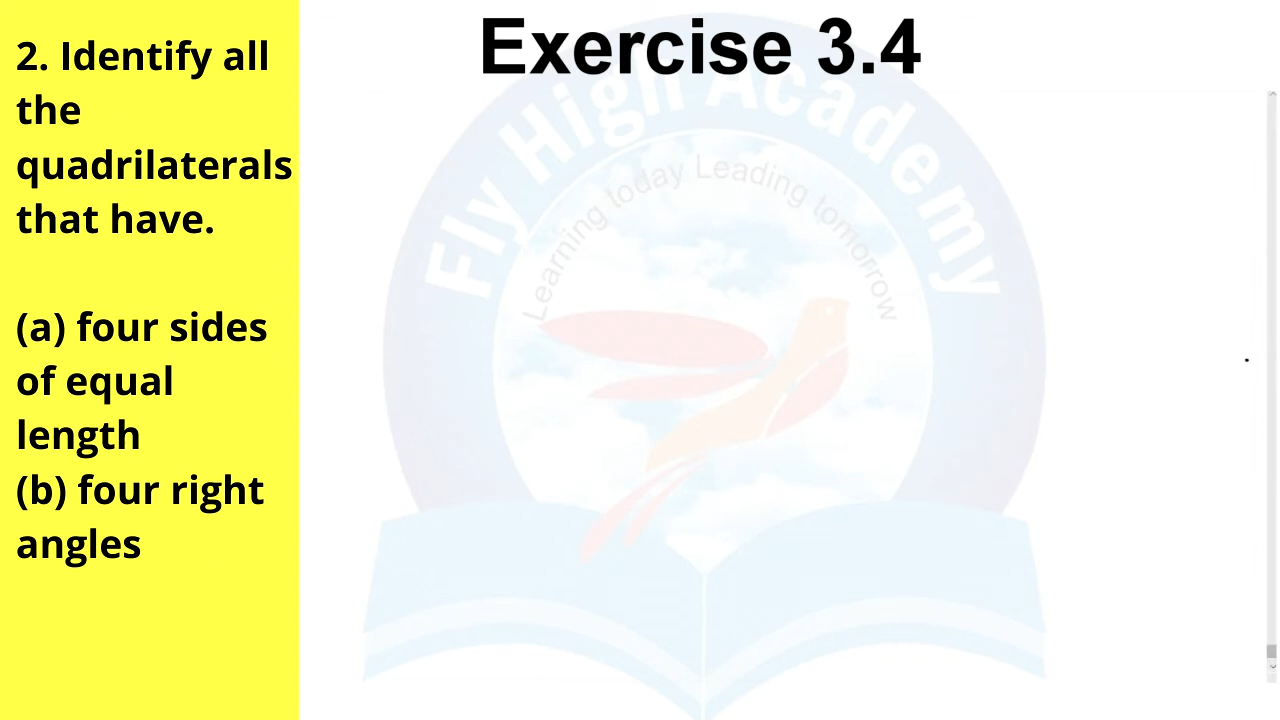 2. Identify all
the
quadrilaterals
that have.
(a) four sides
of equal
length
(b) four right
angles
Exercise 3.4
Fly High Academy
Learning today Leading tomorrow